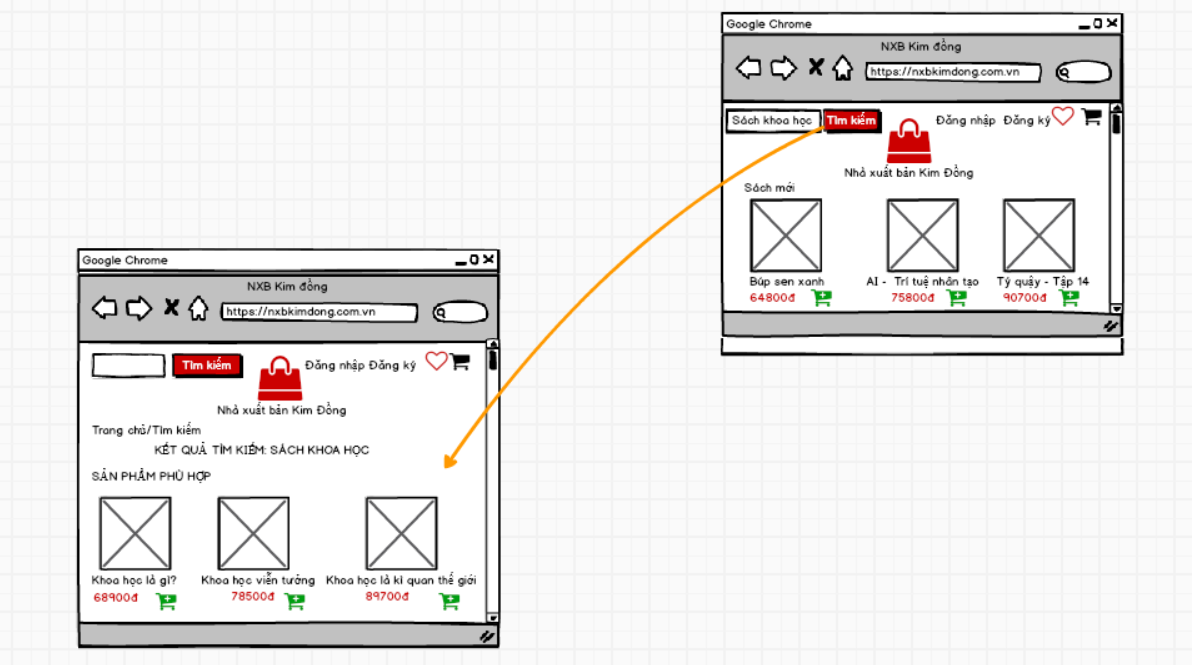 Google Chrome
NXB Kim đồng
https://nxbkimdong.com.vn
Sách khoa học Tìm kiếm Đăng nhập Đăng ký
Nhà xuất bản Kim Đồng
Sách mới
Búp sen xanh AI - Trí tuệ nhân tạo Tý quậy - Tập 14
64800đ 75800đ 90700đ
Google Chrome
NXB Kim đồng
https://nxbkimdong.com.vn
Tìm kiếm Đăng nhập Đăng ký
Nhà xuất bản Kim Đồng
Trang chủ/Tìm kiếm
KẾT QUẢ TÌM KIẾM: SÁCH KHOA HỌC
SẢN PHẨM PHÙ HỢP
Khoa học là gì? Khoa học viễn tưởng Khoa học là kì quan thế giới
68900đ 78500đ 89700đ